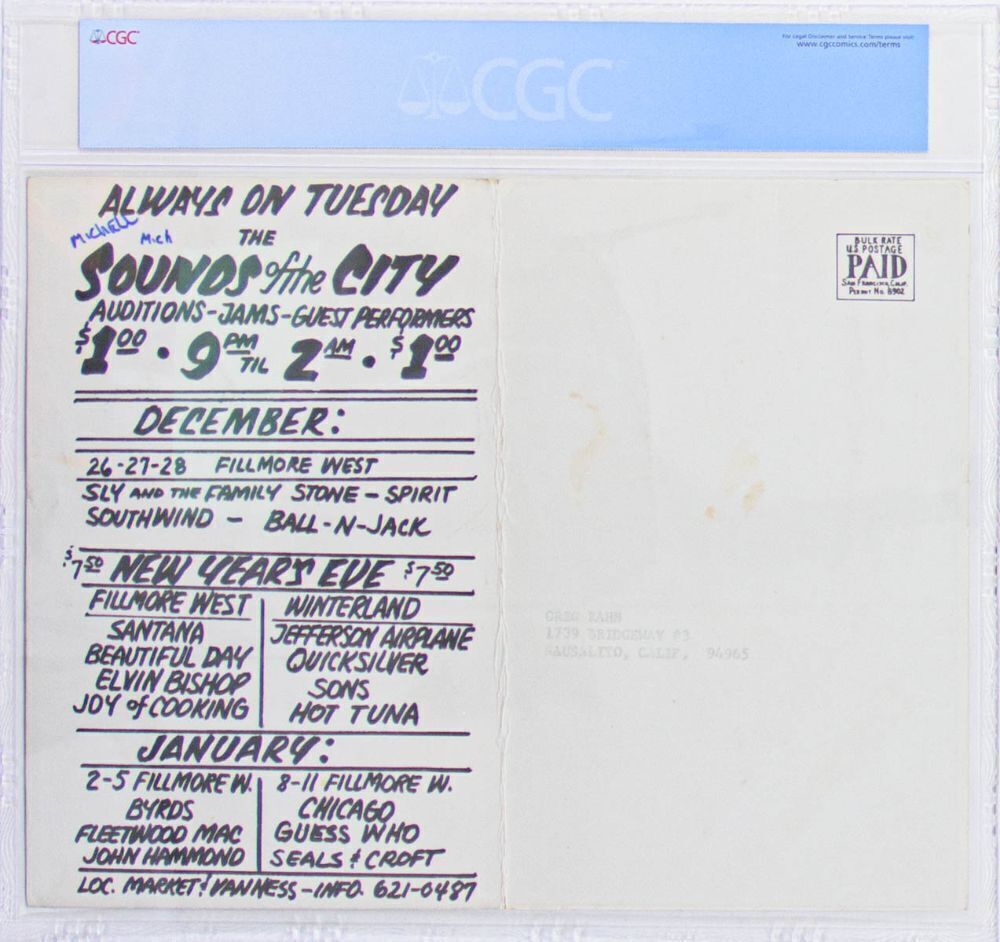 CGC
For Legal Disclaimer and Service Terms please visit
www.cgccomics.com/terms
CGC
ALWAYS ON TUESDAY
MichEll
Mich
THE
SOUNDS of the CITY
AUDITIONS-JAMS-GUEST PERFORMERS
$1.00 • 9 PM TIL 2 AM • $1.00
DECEMBER:
26-27-28 FILLMORE WEST
SLY AND THE FAMILY STONE - SPIRIT
SOUTHWIND - BALL-N-JACK
$7.50 NEW YEARS EVE $7.50
FILLMORE WEST
SANTANA
BEAUTIFUL DAY
ELVIN BISHOP
JOY of COOKING
WINTERLAND
JEFFERSON AIRPLANE
QUICKSILVER
SONS
HOT TUNA
JANUARY:
2-5 FILLMORE W.
BYRDS
FLEETWOOD MAC
JOHN HAMMOND
8-11 FILLMORE W.
CHICAGO
GUESS WHO
SEALS & CROFT
LOC. MARKET & VAN NESS - INFO. 621-0487
BULK RATE
U.S POSTAGE
PAID
SAN FRANCISCO, CALIF.
PERMIT No. 8902
GREG RAHN
1739 BRIDGEWAY #3
SAUSALITO, CALIF, 94965